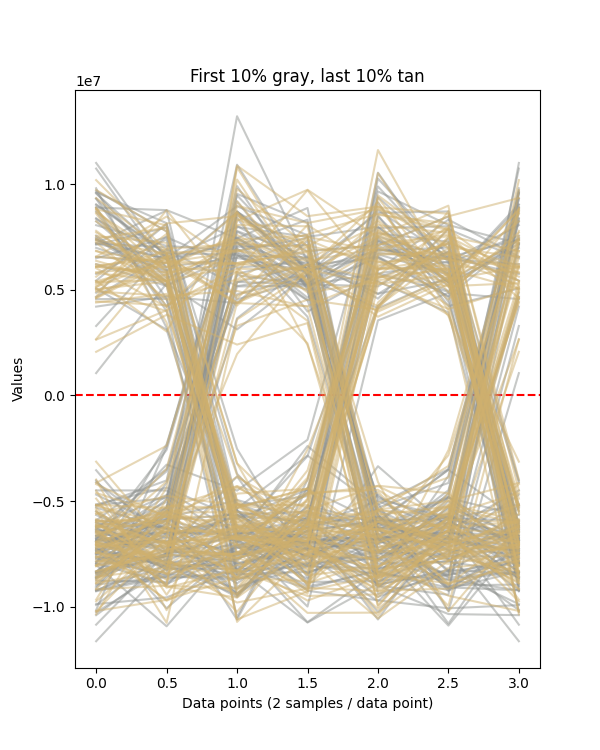 First 10% gray, last 10% tan
1e7
1.0
0.5
0.0
−0.5
−1.0
Values
0.0 0.5 1.0 1.5 2.0 2.5 3.0
Data points (2 samples / data point)